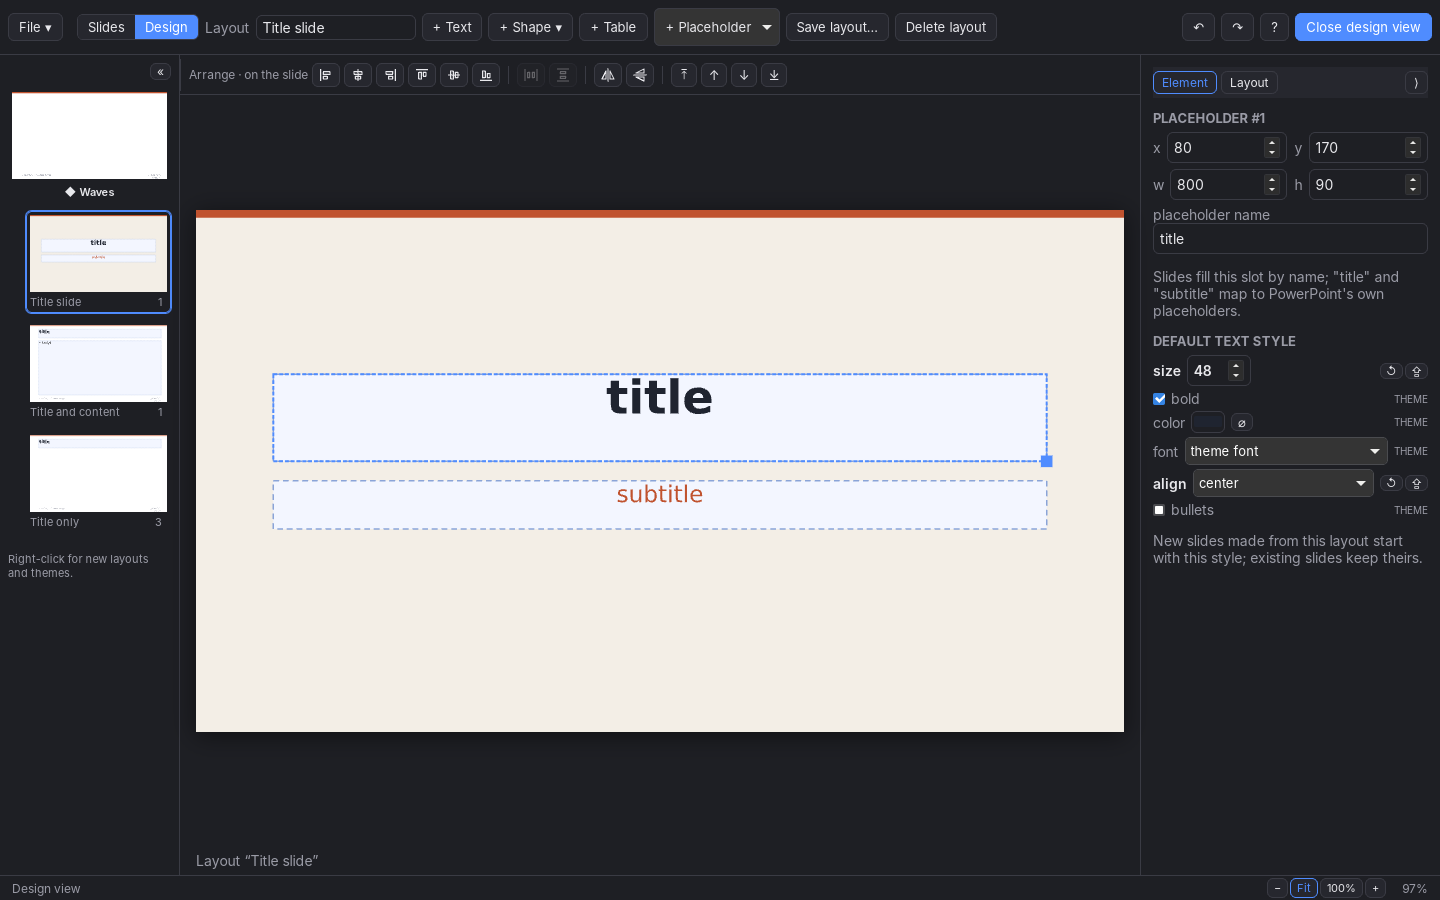 File ▾
Slides
Design
Layout
Title slide
+ Text
+ Shape ▾
+ Table
+ Placeholder
Save layout...
Delete layout
?
Close design view
«
Arrange · on the slide
◆ Waves
title
subtitle
Title slide 1
title
Title and content 1
title
Title only 3
Right-click for new layouts
and themes.
title
subtitle
Layout “Title slide”
Element
Layout
⟩
PLACEHOLDER #1
x 80
y 170
w 800
h 90
placeholder name
title
Slides fill this slot by name; "title" and
"subtitle" map to PowerPoint's own
placeholders.
DEFAULT TEXT STYLE
size 48
bold THEME
color ⌀ THEME
font theme font THEME
align center
bullets THEME
New slides made from this layout start
with this style; existing slides keep theirs.
Design view
− Fit 100% + 97%